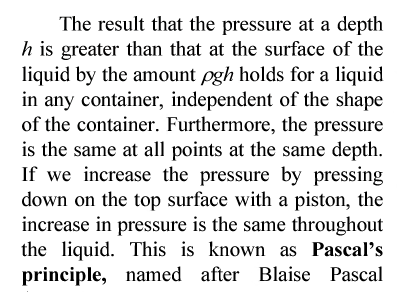 The result that the pressure at a depth
h is greater than that at the surface of the
liquid by the amount ρgh holds for a liquid
in any container, independent of the shape
of the container. Furthermore, the pressure
is the same at all points at the same depth.
If we increase the pressure by pressing
down on the top surface with a piston, the
increase in pressure is the same throughout
the liquid. This is known as Pascal's
principle, named after Blaise Pascal